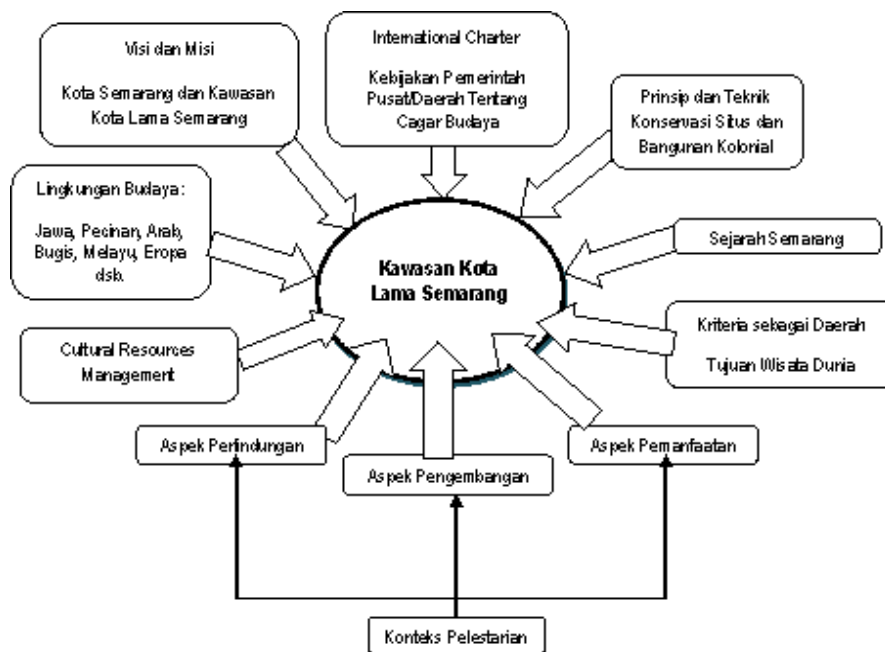 Visi dan Misi
Kota Semarang dan Kawasan
Kota Lama Semarang
International Charter
Kebijakan Pemerintah
Pusat/Daerah Tentang
Cagar Budaya
Prinsip dan Teknik
Konservasi Situs dan
Bangunan Kolonial
Lingkungan Budaya :
Jawa, Pecinan, Arab,
Bugis, Melayu, Eropa
dsb.
Kawasan Kota
Lama Semarang
Sejarah Semarang
Cultural Resources
Management
Kriteria sebagai Daerah
Tujuan Wisata Dunia
Aspek Perlindungan
Aspek Pengembangan
Aspek Pemanfaatan
Konteks Pelestarian